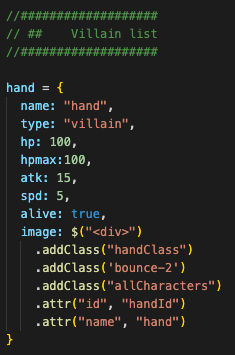 //###################
// ##    Villain list
//###################
hand = {
  name: "hand",
  type: "villain",
  hp: 100,
  hpmax:100,
  atk: 15,
  spd: 5,
  alive: true,
  image: $("<div>")
    .addClass("handClass")
    .addClass('bounce-2')
    .addClass("allCharacters")
    .attr("id", "handId")
    .attr("name", "hand")
}